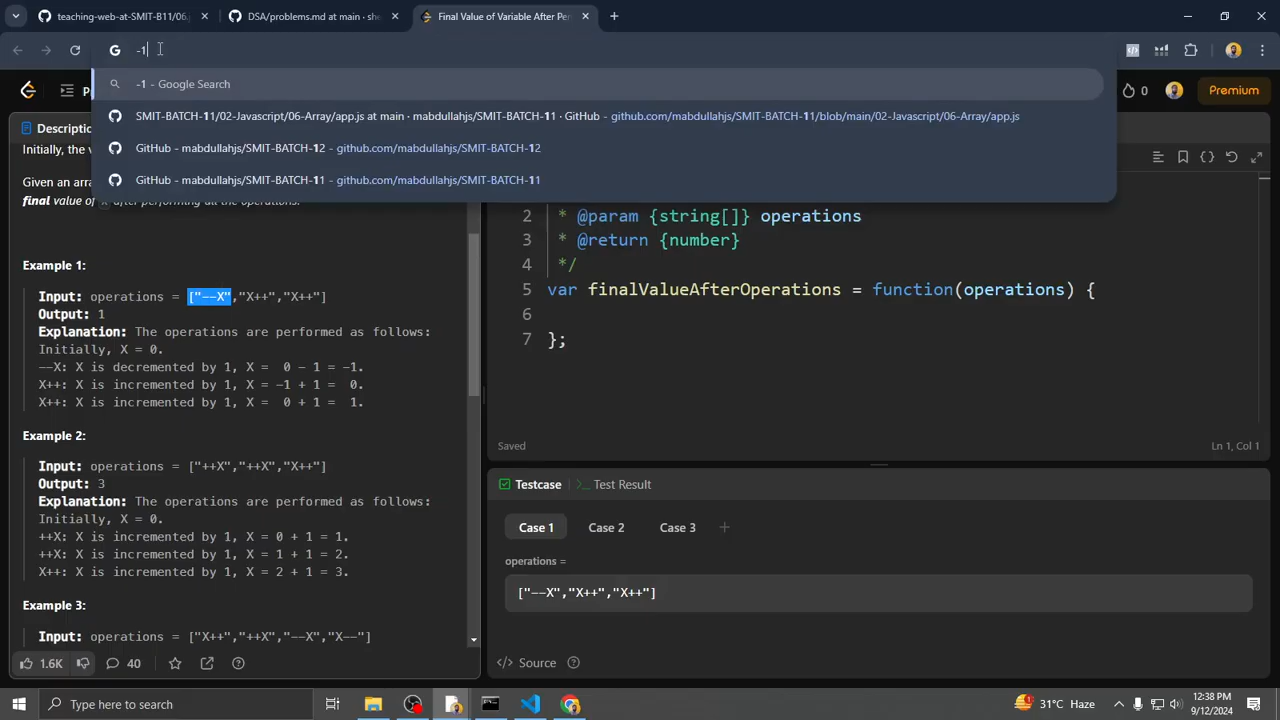 teaching-web-at-SMIT-B11/06.
DSA/problems.md at main · she
Final Value of Variable After Per
-1
-1 - Google Search
SMIT-BATCH-11/02-Javascript/06-Array/app.js at main · mabdullahjs/SMIT-BATCH-11 · GitHub - github.com/mabdullahjs/SMIT-BATCH-11/blob/main/02-Javascript/06-Array/app.js
GitHub - mabdullahjs/SMIT-BATCH-12 - github.com/mabdullahjs/SMIT-BATCH-12
GitHub - mabdullahjs/SMIT-BATCH-11 - github.com/mabdullahjs/SMIT-BATCH-11
0
Premium
Descriptio
Initially, the v
Given an arra
final value of X after performing all the operations.
Example 1:
Input: operations = ["--X","X++","X++"]
Output: 1
Explanation: The operations are performed as follows:
Initially, X = 0.
--X: X is decremented by 1, X =  0 - 1 = -1.
X++: X is incremented by 1, X = -1 + 1 =  0.
X++: X is incremented by 1, X =  0 + 1 =  1.
Example 2:
Input: operations = ["++X","++X","X++"]
Output: 3
Explanation: The operations are performed as follows:
Initially, X = 0.
++X: X is incremented by 1, X = 0 + 1 = 1.
++X: X is incremented by 1, X = 1 + 1 = 2.
X++: X is incremented by 1, X = 2 + 1 = 3.
Example 3:
Input: operations = ["X++","++X","--X","X--"]
1.6K
40
2 * @param {string[]} operations
3 * @return {number}
4 */
5 var finalValueAfterOperations = function(operations) {
6
7 };
Saved
Ln 1, Col 1
Testcase
Test Result
Case 1
Case 2
Case 3
operations =
["--X","X++","X++"]
Source
Type here to search
31°C Haze
12:38 PM
9/12/2024